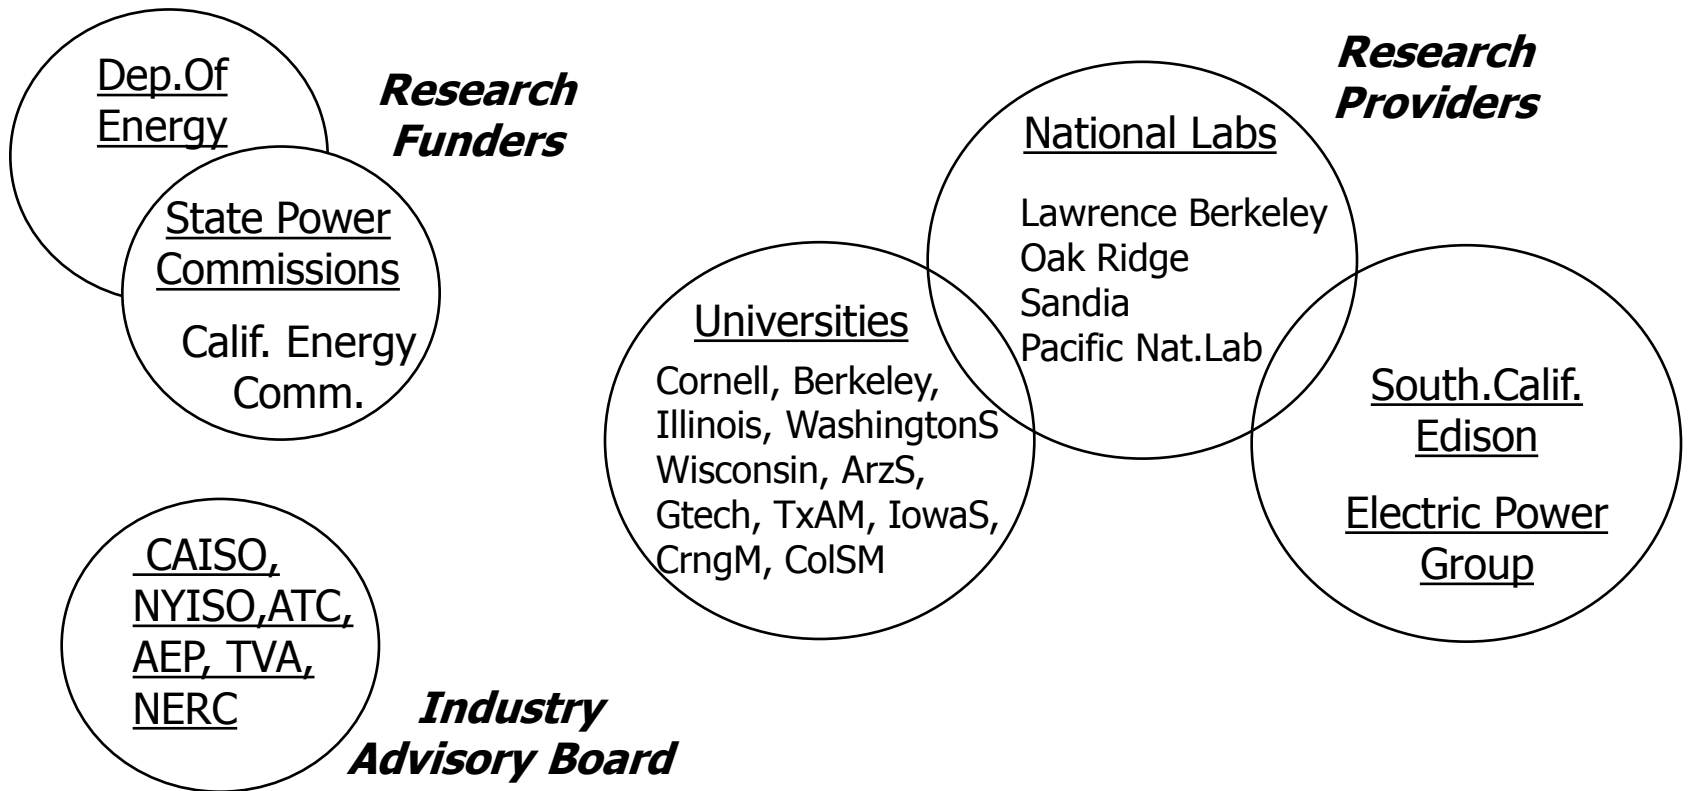 Dep.Of
Energy
Research
Funders
State Power
Commissions
Calif. Energy
Comm.
CAISO,
NYISO,ATC,
AEP, TVA,
NERC
Industry
Advisory Board
Research
Providers
National Labs
Lawrence Berkeley
Oak Ridge
Sandia
Pacific Nat.Lab
Universities
Cornell, Berkeley,
Illinois, WashingtonS
Wisconsin, ArzS,
Gtech, TxAM, IowaS,
CrngM, ColSM
South.Calif.
Edison
Electric Power
Group